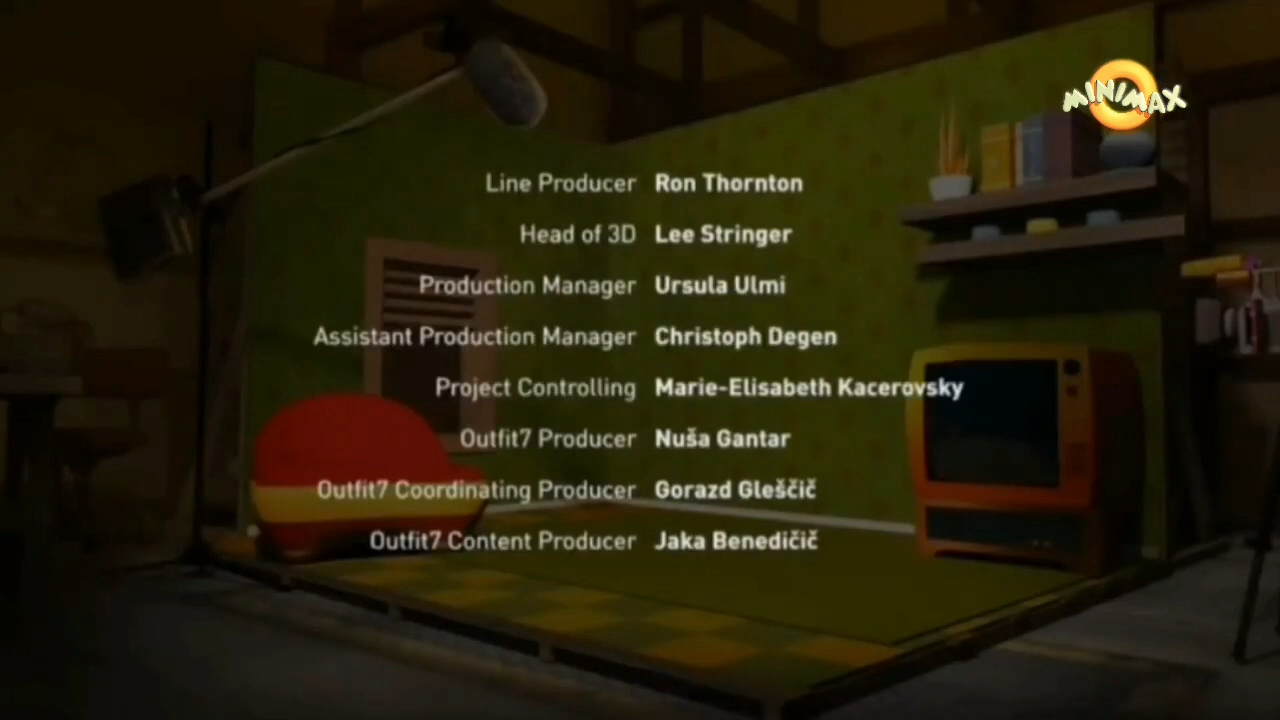 MINIMAX
Line Producer Ron Thornton
Head of 3D Lee Stringer
Production Manager Ursula Ulmi
Assistant Production Manager Christoph Degen
Project Controlling Marie-Elisabeth Kacerovsky
Outfit7 Producer Nuša Gantar
Outfit7 Coordinating Producer Gorazd Gleščič
Outfit7 Content Producer Jaka Benedičič